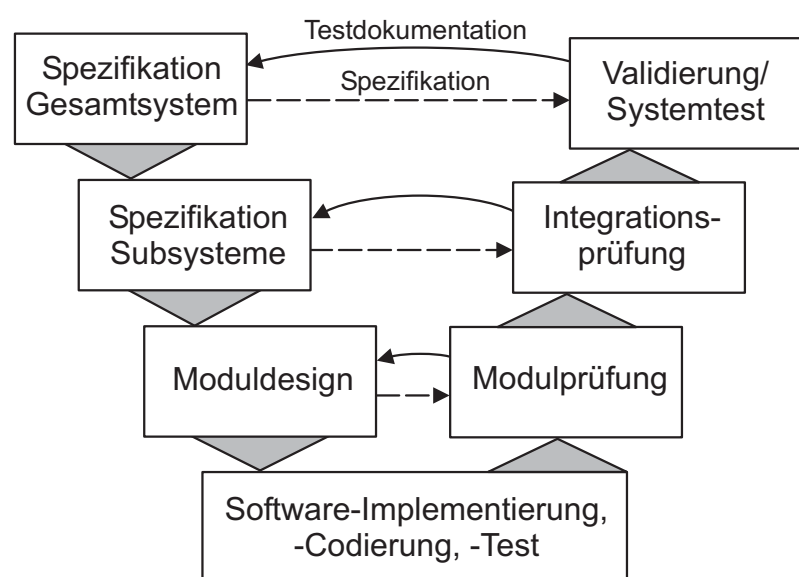 Testdokumentation
Spezifikation
Gesamtsystem
Spezifikation
Validierung/
Systemtest
Spezifikation
Subsysteme
Integrations-
prüfung
Moduldesign
Modulprüfung
Software-Implementierung,
-Codierung, -Test